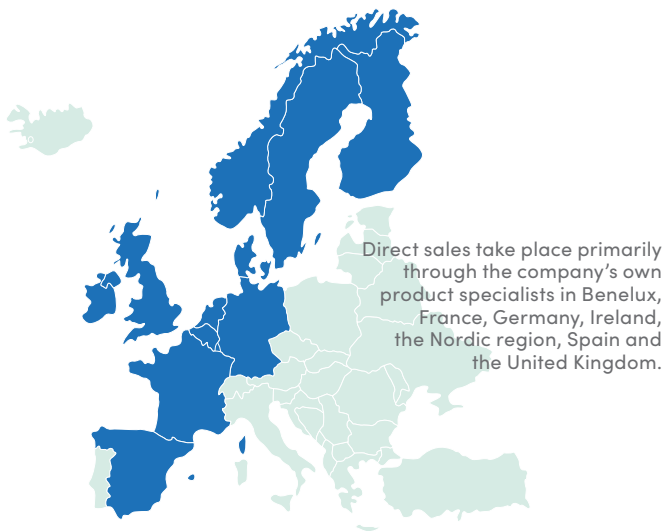 Direct sales take place primarily
through the company’s own
product specialists in Benelux,
France, Germany, Ireland,
the Nordic region, Spain and
the United Kingdom.